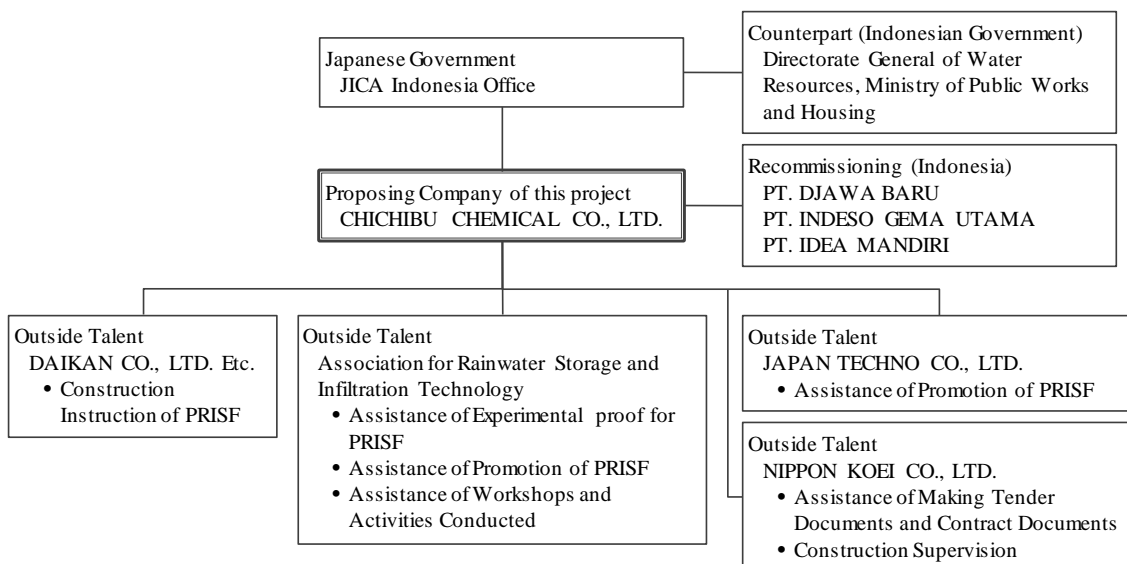 Japanese Government
JICA Indonesia Office
Counterpart (Indonesian Government)
Directorate General of Water
Resources, Ministry of Public Works
and Housing
Proposing Company of this project
CHICHIBU CHEMICAL CO., LTD.
Recommissioning (Indonesia)
PT. DJAWA BARU
PT. INDESO GEMA UTAMA
PT. IDEA MANDIRI
Outside Talent
DAIKAN CO., LTD. Etc.
• Construction
Instruction of PRISF
Outside Talent
Association for Rainwater Storage and
Infiltration Technology
• Assistance of Experimental proof for
PRISF
• Assistance of Promotion of PRISF
• Assistance of Workshops and
Activities Conducted
Outside Talent
JAPAN TECHNO CO., LTD.
• Assistance of Promotion of PRISF
Outside Talent
NIPPON KOEI CO., LTD.
• Assistance of Making Tender
Documents and Contract Documents
• Construction Supervision